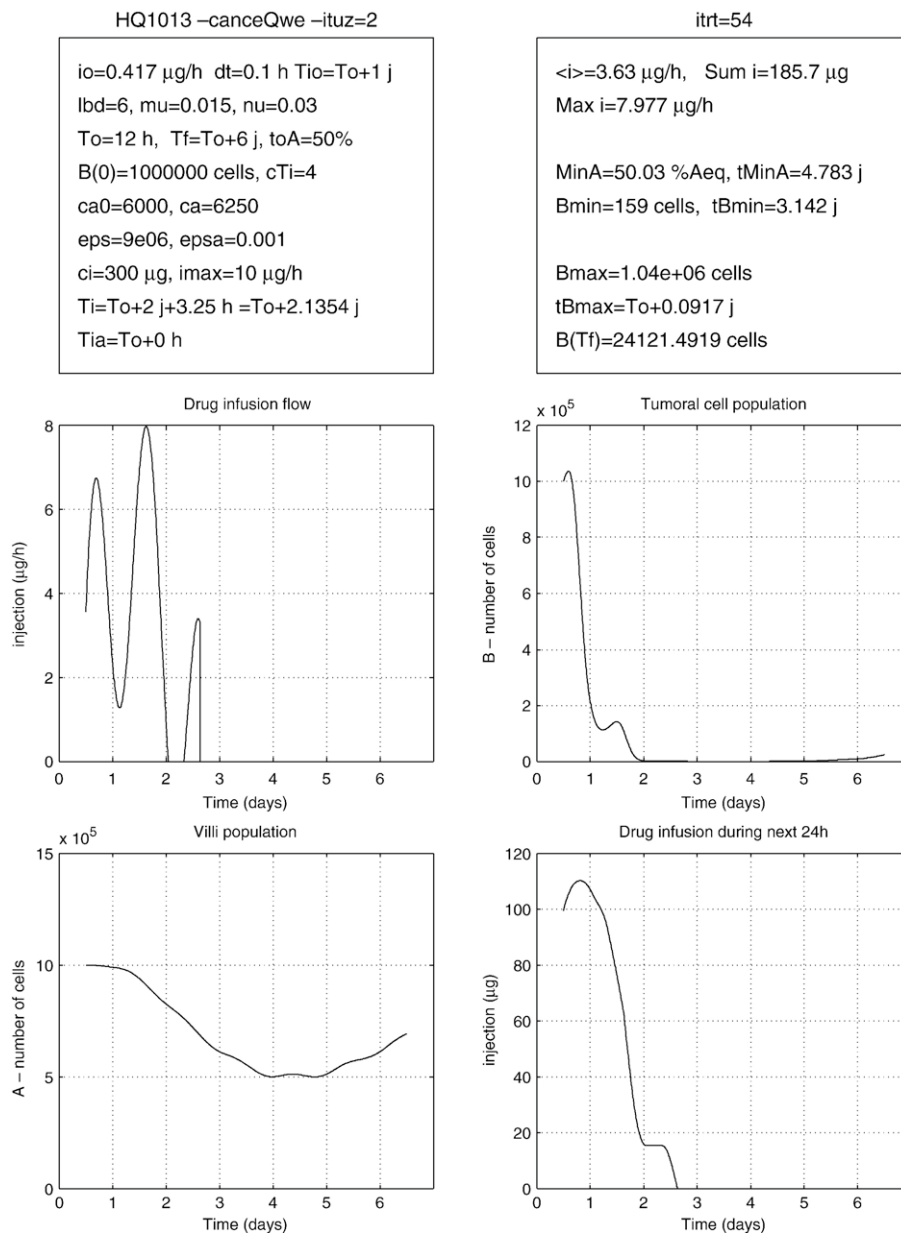 HQ1013 –canceQwe –ituz=2
io=0.417 µg/h dt=0.1 h Tio=To+1 j
lbd=6, mu=0.015, nu=0.03
To=12 h, Tf=To+6 j, toA=50%
B(0)=1000000 cells, cTi=4
ca0=6000, ca=6250
eps=9e06, epsa=0.001
ci=300 µg, imax=10 µg/h
Ti=To+2 j+3.25 h =To+2.1354 j
Tia=To+0 h
itrt=54
<i>=3.63 µg/h, Sum i=185.7 µg
Max i=7.977 µg/h
MinA=50.03 %Aeq, tMinA=4.783 j
Bmin=159 cells, tBmin=3.142 j
Bmax=1.04e+06 cells
tBmax=To+0.0917 j
B(Tf)=24121.4919 cells
Drug infusion flow
8
6
4
2
0
injection (µg/h)
0 1 2 3 4 5 6
Time (days)
Tumoral cell population
x 10^5
12
10
8
6
4
2
0
B – number of cells
0 1 2 3 4 5 6
Time (days)
Villi population
x 10^5
15
10
5
0
A – number of cells
0 1 2 3 4 5 6
Time (days)
Drug infusion during next 24h
120
100
80
60
40
20
0
injection (µg)
0 1 2 3 4 5 6
Time (days)